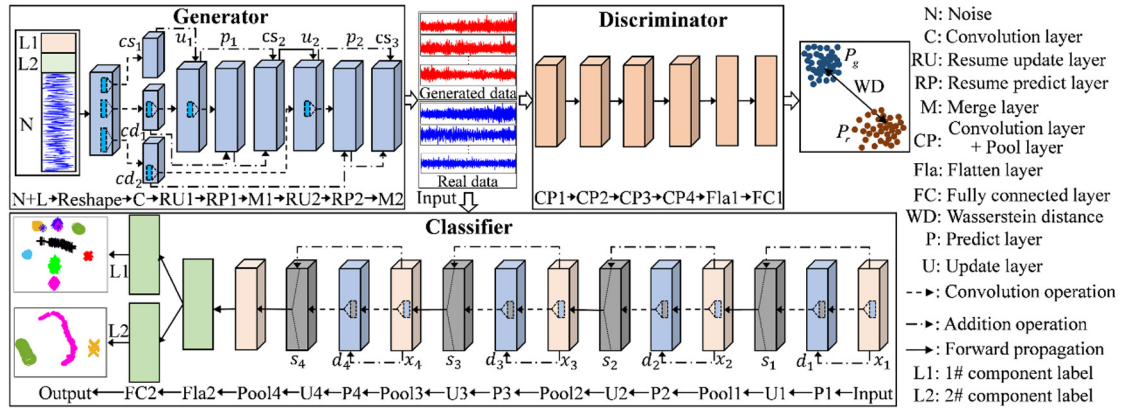 Generator
L1
L2
N
cs₁
u₁
p₁
cs₂
u₂
p₂
cs₃
cd₁
cd₂
N+L→Reshape→C→RU1→RP1→M1→RU2→RP2→M2
Generated data
Real data
Input
Discriminator
CP1→CP2→CP3→CP4→Fla1→FC1
P_g
WD
P_r
N: Noise
C: Convolution layer
RU: Resume update layer
RP: Resume predict layer
M: Merge layer
CP: Convolution layer
+ Pool layer
Fla: Flatten layer
FC: Fully connected layer
WD: Wasserstein distance
P: Predict layer
U: Update layer
: Convolution operation
: Addition operation
: Forward propagation
L1: 1# component label
L2: 2# component label
Classifier
L1
L2
s₄
d₄
x₄
s₃
d₃
x₃
s₂
d₂
x₂
s₁
d₁
x₁
Output←FC2←Fla2←Pool4←U4←P4←Pool3←U3←P3←Pool2←U2←P2←Pool1←U1←P1←Input